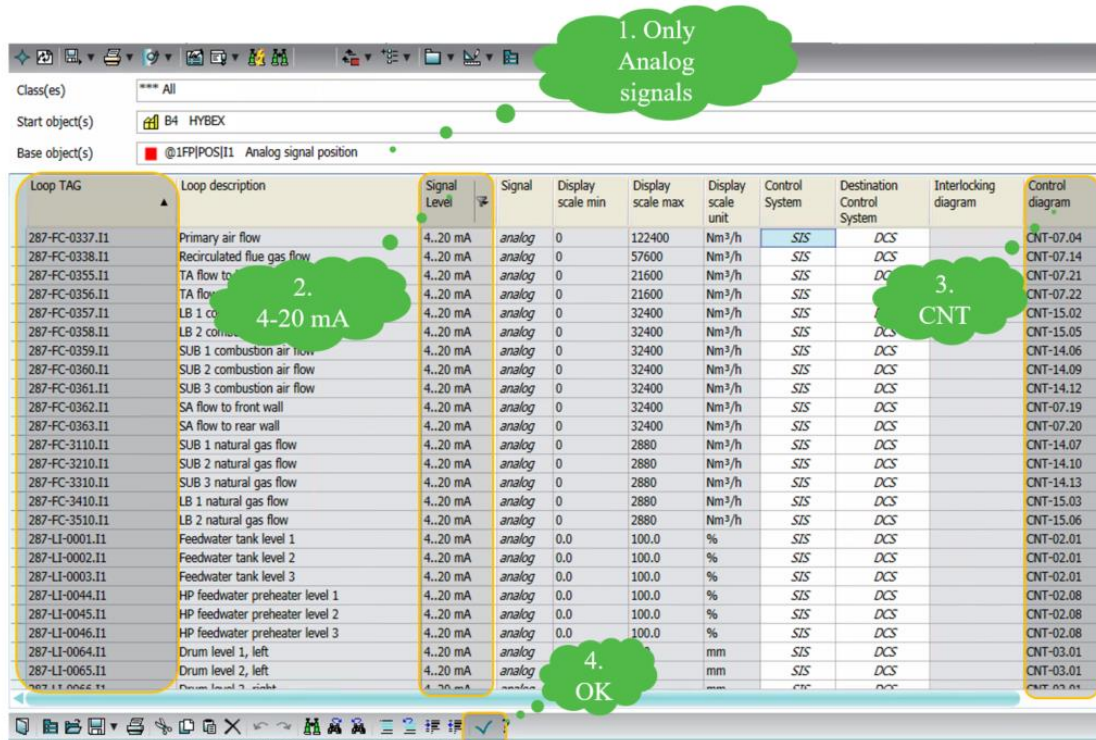 1. Only
Analog
signals
Class(es) *** All
Start object(s) B4 HYBEX
Base object(s) @1FP|POS|I1 Analog signal position
Loop TAG Loop description Signal Level Signal Display scale min Display scale max Display scale unit Control System Destination Control System Interlocking diagram Control diagram
287-FC-0337.I1 Primary air flow 4..20 mA analog 0 122400 Nm³/h SIS DCS CNT-07.04
287-FC-0338.I1 Recirculated flue gas flow 4..20 mA analog 0 57600 Nm³/h SIS DCS CNT-07.14
287-FC-0355.I1 TA flow to 4..20 mA analog 0 21600 Nm³/h SIS DCS CNT-07.21
287-FC-0356.I1 TA flow 4..20 mA analog 0 21600 Nm³/h SIS CNT-07.22
287-FC-0357.I1 LB 1 4..20 mA analog 0 32400 Nm³/h SIS CNT-15.02
287-FC-0358.I1 LB 2 4..20 mA analog 0 32400 Nm³/h SIS CNT-15.05
287-FC-0359.I1 SUB 1 combustion air flow 4..20 mA analog 0 32400 Nm³/h SIS DCS CNT-14.06
287-FC-0360.I1 SUB 2 combustion air flow 4..20 mA analog 0 32400 Nm³/h SIS DCS CNT-14.09
287-FC-0361.I1 SUB 3 combustion air flow 4..20 mA analog 0 32400 Nm³/h SIS DCS CNT-14.12
287-FC-0362.I1 SA flow to front wall 4..20 mA analog 0 32400 Nm³/h SIS DCS CNT-07.19
287-FC-0363.I1 SA flow to rear wall 4..20 mA analog 0 32400 Nm³/h SIS DCS CNT-07.20
287-FC-3110.I1 SUB 1 natural gas flow 4..20 mA analog 0 2880 Nm³/h SIS DCS CNT-14.07
287-FC-3210.I1 SUB 2 natural gas flow 4..20 mA analog 0 2880 Nm³/h SIS DCS CNT-14.10
287-FC-3310.I1 SUB 3 natural gas flow 4..20 mA analog 0 2880 Nm³/h SIS DCS CNT-14.13
287-FC-3410.I1 LB 1 natural gas flow 4..20 mA analog 0 2880 Nm³/h SIS DCS CNT-15.03
287-FC-3510.I1 LB 2 natural gas flow 4..20 mA analog 0 2880 Nm³/h SIS DCS CNT-15.06
287-LI-0001.I1 Feedwater tank level 1 4..20 mA analog 0.0 100.0 % SIS DCS CNT-02.01
287-LI-0002.I1 Feedwater tank level 2 4..20 mA analog 0.0 100.0 % SIS DCS CNT-02.01
287-LI-0003.I1 Feedwater tank level 3 4..20 mA analog 0.0 100.0 % SIS DCS CNT-02.01
287-LI-0044.I1 HP feedwater preheater level 1 4..20 mA analog 0.0 100.0 % SIS DCS CNT-02.08
287-LI-0045.I1 HP feedwater preheater level 2 4..20 mA analog 0.0 100.0 % SIS DCS CNT-02.08
287-LI-0046.I1 HP feedwater preheater level 3 4..20 mA analog 0.0 100.0 % SIS DCS CNT-02.08
287-LI-0064.I1 Drum level 1, left 4..20 mA analog mm SIS DCS CNT-03.01
287-LI-0065.I1 Drum level 2, left 4..20 mA analog mm SIS DCS CNT-03.01
2.
4-20 mA
3.
CNT
4.
OK